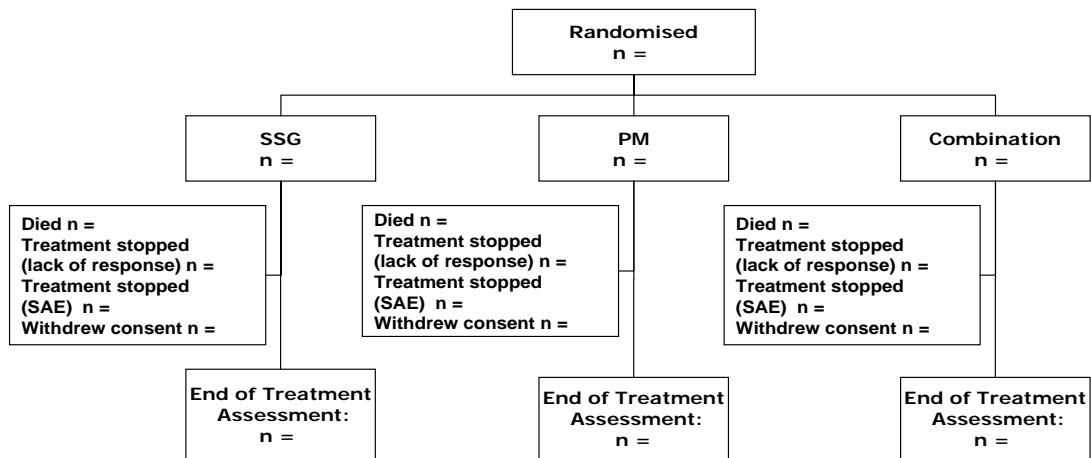 Randomised
n =
SSG
n =
PM
n =
Combination
n =
Died n =
Treatment stopped
(lack of response) n =
Treatment stopped
(SAE) n =
Withdrew consent n =
Died n =
Treatment stopped
(lack of response) n =
Treatment stopped
(SAE) n =
Withdrew consent n =
Died n =
Treatment stopped
(lack of response) n =
Treatment stopped
(SAE) n =
Withdrew consent n =
End of Treatment
Assessment:
n =
End of Treatment
Assessment:
n =
End of Treatment
Assessment:
n =